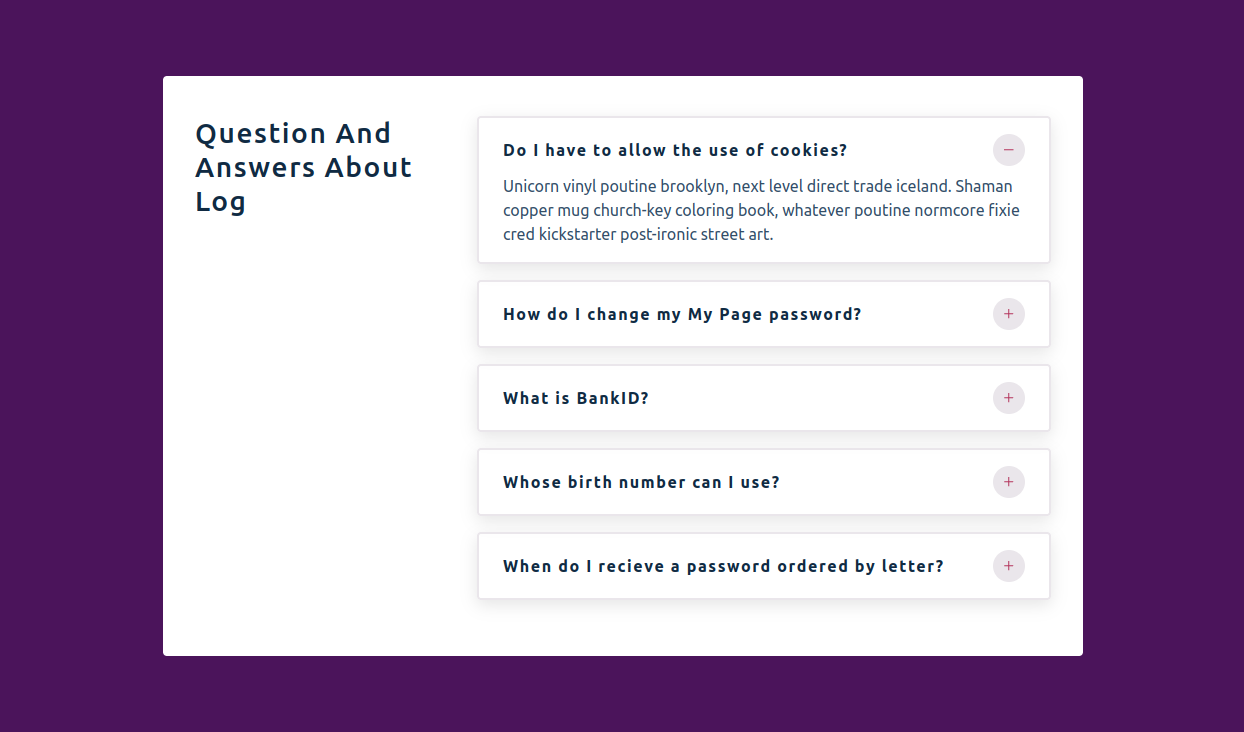 Question And
Answers About
Log
Do I have to allow the use of cookies?
Unicorn vinyl poutine brooklyn, next level direct trade iceland. Shaman
copper mug church-key coloring book, whatever poutine normcore fixie
cred kickstarter post-ironic street art.
How do I change my My Page password?
What is BankID?
Whose birth number can I use?
When do I recieve a password ordered by letter?